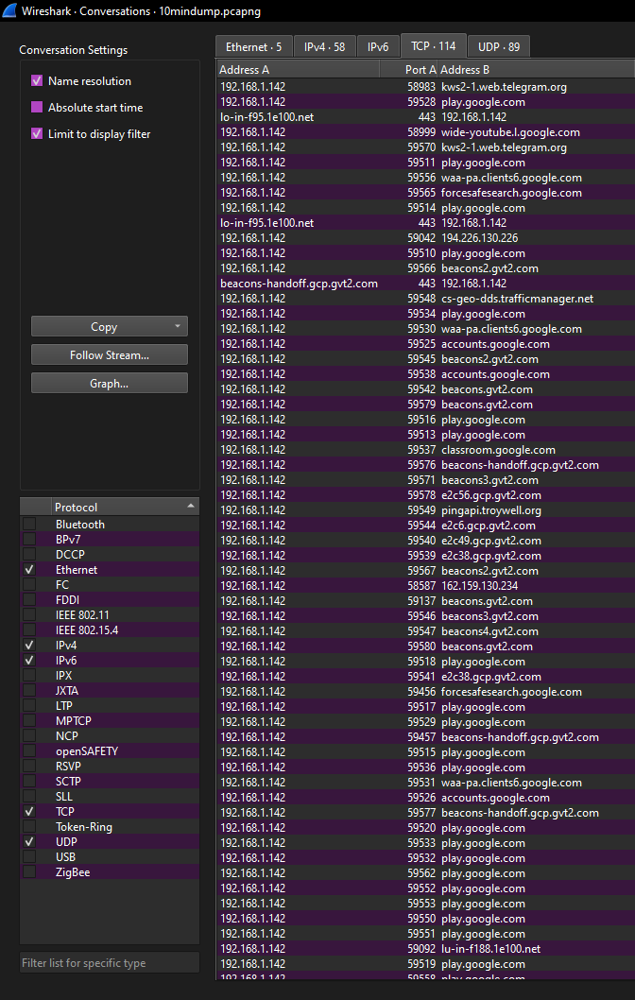 Wireshark · Conversations · 10mindump.pcapng
Conversation Settings
Name resolution
Absolute start time
Limit to display filter
Copy
Follow Stream...
Graph...
Protocol
Bluetooth
BPv7
DCCP
Ethernet
FC
FDDI
IEEE 802.11
IEEE 802.15.4
IPv4
IPv6
IPX
JXTA
LTP
MPTCP
NCP
openSAFETY
RSVP
SCTP
SLL
TCP
Token-Ring
UDP
USB
ZigBee
Filter list for specific type
Ethernet · 5 IPv4 · 58 IPv6 TCP · 114 UDP · 89
Address A Port A Address B
192.168.1.142 58983 kws2-1.web.telegram.org
192.168.1.142 59528 play.google.com
lo-in-f95.1e100.net 443 192.168.1.142
192.168.1.142 58999 wide-youtube.l.google.com
192.168.1.142 59570 kws2-1.web.telegram.org
192.168.1.142 59511 play.google.com
192.168.1.142 59556 waa-pa.clients6.google.com
192.168.1.142 59565 forcesafesearch.google.com
192.168.1.142 59514 play.google.com
lo-in-f95.1e100.net 443 192.168.1.142
192.168.1.142 59042 194.226.130.226
192.168.1.142 59510 play.google.com
192.168.1.142 59566 beacons2.gvt2.com
beacons-handoff.gcp.gvt2.com 443 192.168.1.142
192.168.1.142 59548 cs-geo-dds.trafficmanager.net
192.168.1.142 59534 play.google.com
192.168.1.142 59530 waa-pa.clients6.google.com
192.168.1.142 59525 accounts.google.com
192.168.1.142 59545 beacons2.gvt2.com
192.168.1.142 59538 accounts.google.com
192.168.1.142 59542 beacons.gvt2.com
192.168.1.142 59579 beacons.gvt2.com
192.168.1.142 59516 play.google.com
192.168.1.142 59513 play.google.com
192.168.1.142 59537 classroom.google.com
192.168.1.142 59576 beacons-handoff.gcp.gvt2.com
192.168.1.142 59571 beacons3.gvt2.com
192.168.1.142 59578 e2c56.gcp.gvt2.com
192.168.1.142 59549 pingapi.troywell.org
192.168.1.142 59544 e2c6.gcp.gvt2.com
192.168.1.142 59540 e2c49.gcp.gvt2.com
192.168.1.142 59539 e2c38.gcp.gvt2.com
192.168.1.142 59567 beacons2.gvt2.com
192.168.1.142 58587 162.159.130.234
192.168.1.142 59137 beacons.gvt2.com
192.168.1.142 59546 beacons3.gvt2.com
192.168.1.142 59547 beacons4.gvt2.com
192.168.1.142 59580 beacons.gvt2.com
192.168.1.142 59518 play.google.com
192.168.1.142 59541 e2c38.gcp.gvt2.com
192.168.1.142 59456 forcesafesearch.google.com
192.168.1.142 59517 play.google.com
192.168.1.142 59529 play.google.com
192.168.1.142 59457 beacons-handoff.gcp.gvt2.com
192.168.1.142 59515 play.google.com
192.168.1.142 59536 play.google.com
192.168.1.142 59531 waa-pa.clients6.google.com
192.168.1.142 59526 accounts.google.com
192.168.1.142 59577 beacons-handoff.gcp.gvt2.com
192.168.1.142 59520 play.google.com
192.168.1.142 59533 play.google.com
192.168.1.142 59532 play.google.com
192.168.1.142 59562 play.google.com
192.168.1.142 59552 play.google.com
192.168.1.142 59553 play.google.com
192.168.1.142 59550 play.google.com
192.168.1.142 59551 play.google.com
192.168.1.142 59092 lu-in-f188.1e100.net
192.168.1.142 59519 play.google.com
192.168.1.142 59558 play.google.com